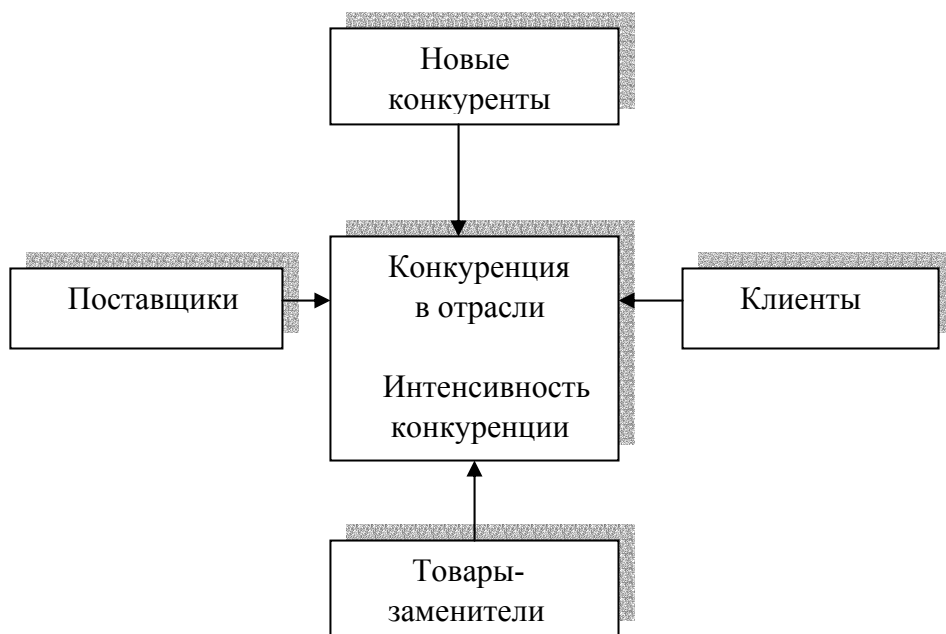 Новые
конкуренты
Поставщики
Конкуренция
в отрасли
Интенсивность
конкуренции
Клиенты
Товары-
заменители